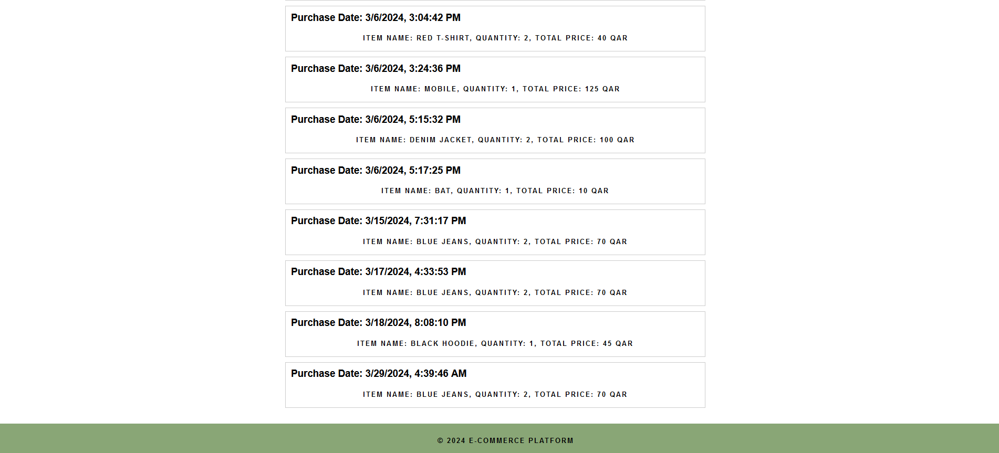 Purchase Date: 3/6/2024, 3:04:42 PM
ITEM NAME: RED T-SHIRT, QUANTITY: 2, TOTAL PRICE: 40 QAR
Purchase Date: 3/6/2024, 3:24:36 PM
ITEM NAME: MOBILE, QUANTITY: 1, TOTAL PRICE: 125 QAR
Purchase Date: 3/6/2024, 5:15:32 PM
ITEM NAME: DENIM JACKET, QUANTITY: 2, TOTAL PRICE: 100 QAR
Purchase Date: 3/6/2024, 5:17:25 PM
ITEM NAME: BAT, QUANTITY: 1, TOTAL PRICE: 10 QAR
Purchase Date: 3/15/2024, 7:31:17 PM
ITEM NAME: BLUE JEANS, QUANTITY: 2, TOTAL PRICE: 70 QAR
Purchase Date: 3/17/2024, 4:33:53 PM
ITEM NAME: BLUE JEANS, QUANTITY: 2, TOTAL PRICE: 70 QAR
Purchase Date: 3/18/2024, 8:08:10 PM
ITEM NAME: BLACK HOODIE, QUANTITY: 1, TOTAL PRICE: 45 QAR
Purchase Date: 3/29/2024, 4:39:46 AM
ITEM NAME: BLUE JEANS, QUANTITY: 2, TOTAL PRICE: 70 QAR
© 2024 E-COMMERCE PLATFORM